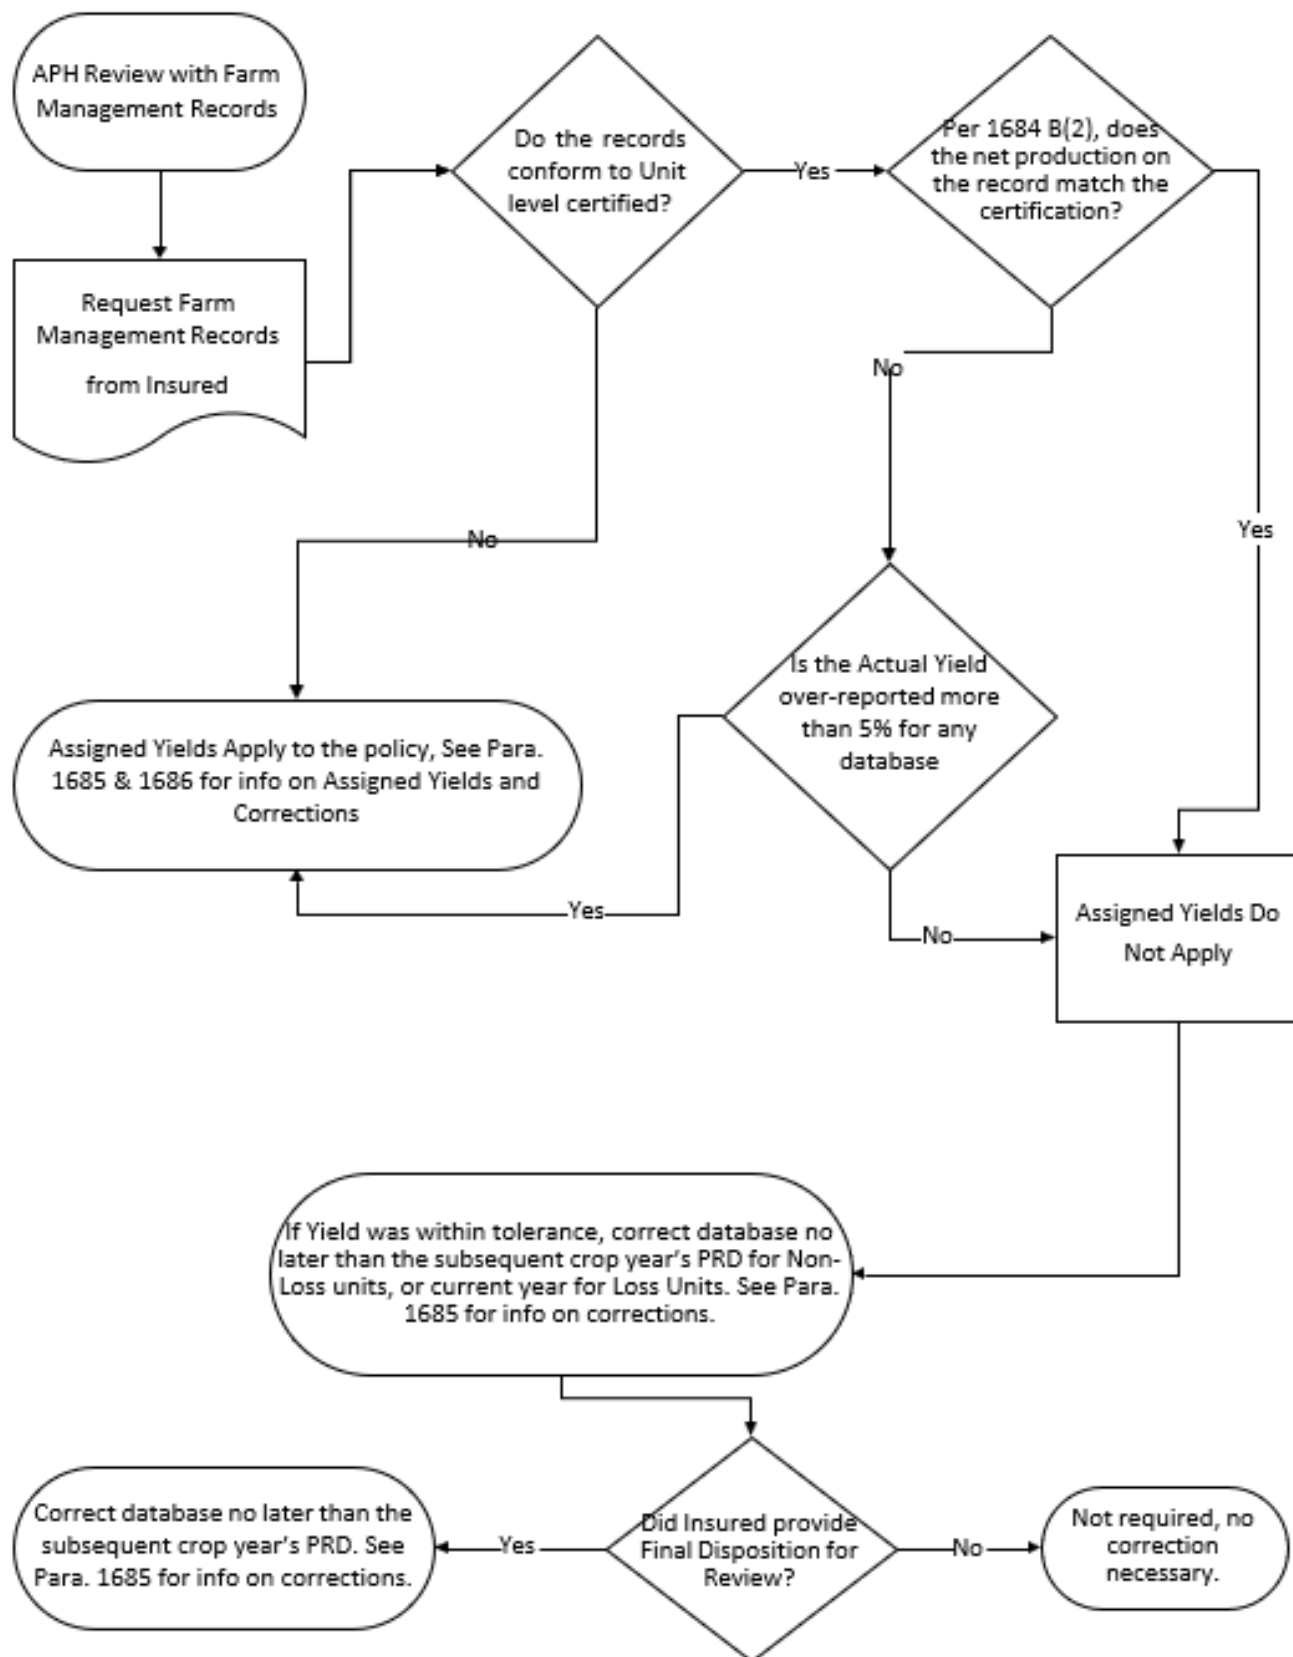 APH Review with Farm
Management Records
Request Farm
Management Records
from Insured
Do the records
conform to Unit
level certified?
Yes
Per 1684 B(2), does
the net production on
the record match the
certification?
No
No
Yes
Is the Actual Yield
over-reported more
than 5% for any
database
Assigned Yields Apply to the policy, See Para.
1685 & 1686 for info on Assigned Yields and
Corrections
Yes
No
Assigned Yields Do
Not Apply
If Yield was within tolerance, correct database no
later than the subsequent crop year's PRD for Non-
Loss units, or current year for Loss Units. See Para.
1685 for info on corrections.
Did Insured provide
Final Disposition for
Review?
Yes
No
Correct database no later than the
subsequent crop year's PRD. See
Para. 1685 for info on corrections.
Not required, no
correction
necessary.